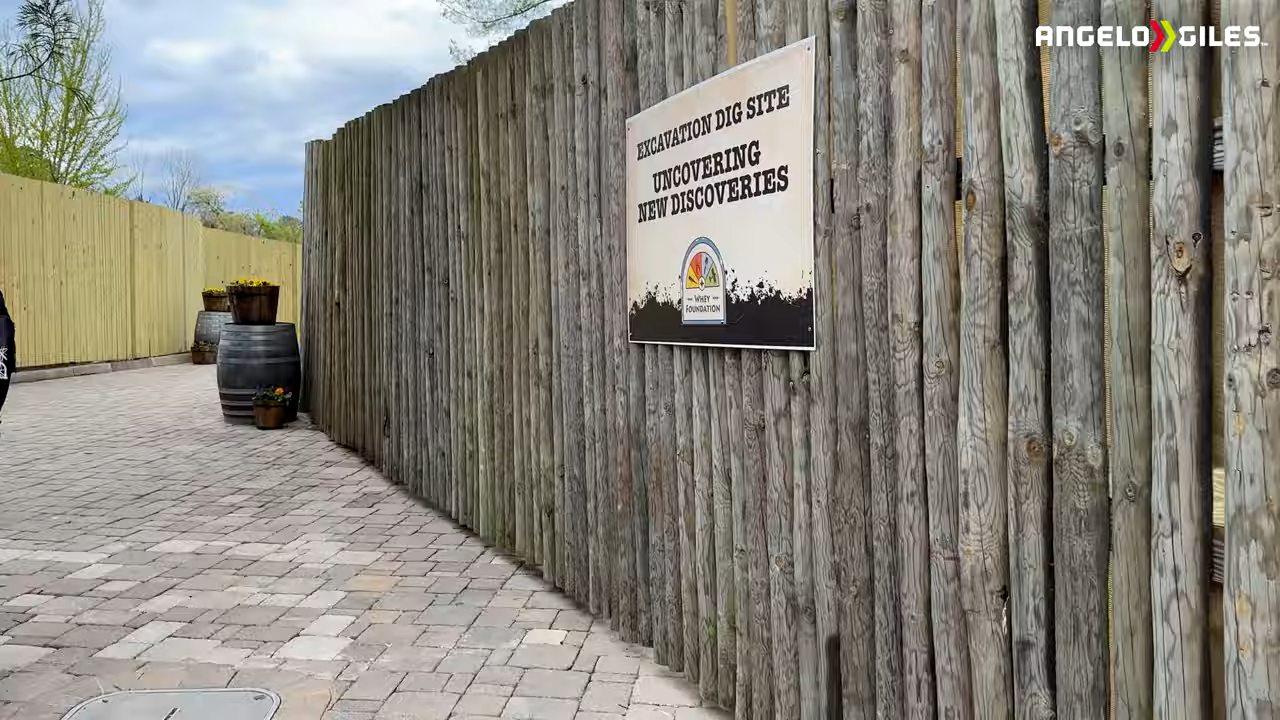 ANGELO GILES
EXCAVATION DIG SITE
UNCOVERING
NEW DISCOVERIES
WHEY
FOUNDATION